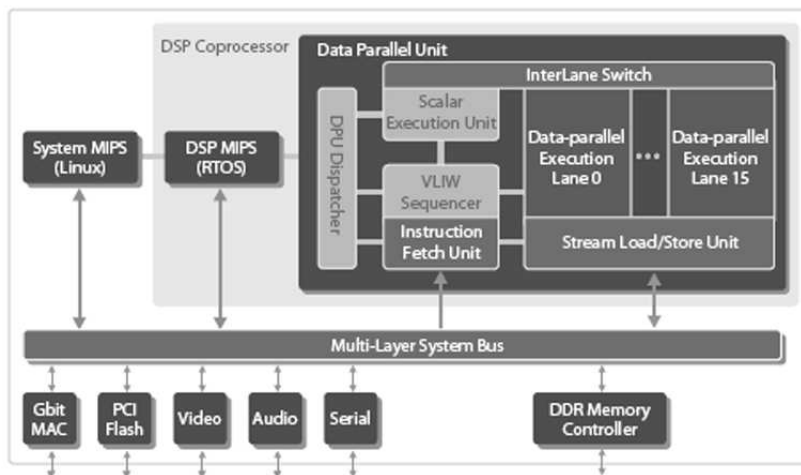 DSP Coprocessor
Data Parallel Unit
InterLane Switch
DPU Dispatcher
Scalar
Execution Unit
Data-parallel
Execution
Lane 0
•••
Data-parallel
Execution
Lane 15
System MIPS
(Linux)
DSP MIPS
(RTOS)
VLIW
Sequencer
Instruction
Fetch Unit
Stream Load/Store Unit
Multi-Layer System Bus
Gbit
MAC
PCI
Flash
Video
Audio
Serial
DDR Memory
Controller